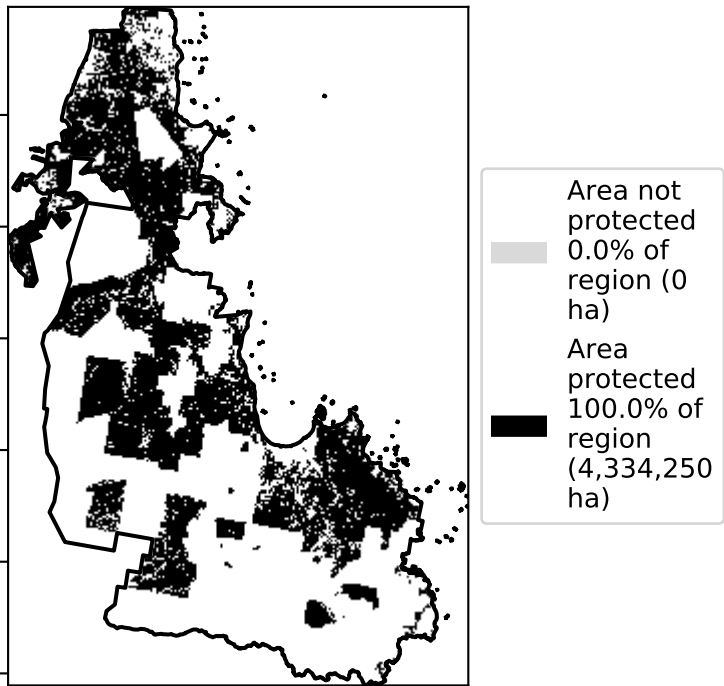 Area not
protected
0.0% of
region (0
ha)
Area
protected
100.0% of
region
(4,334,250
ha)